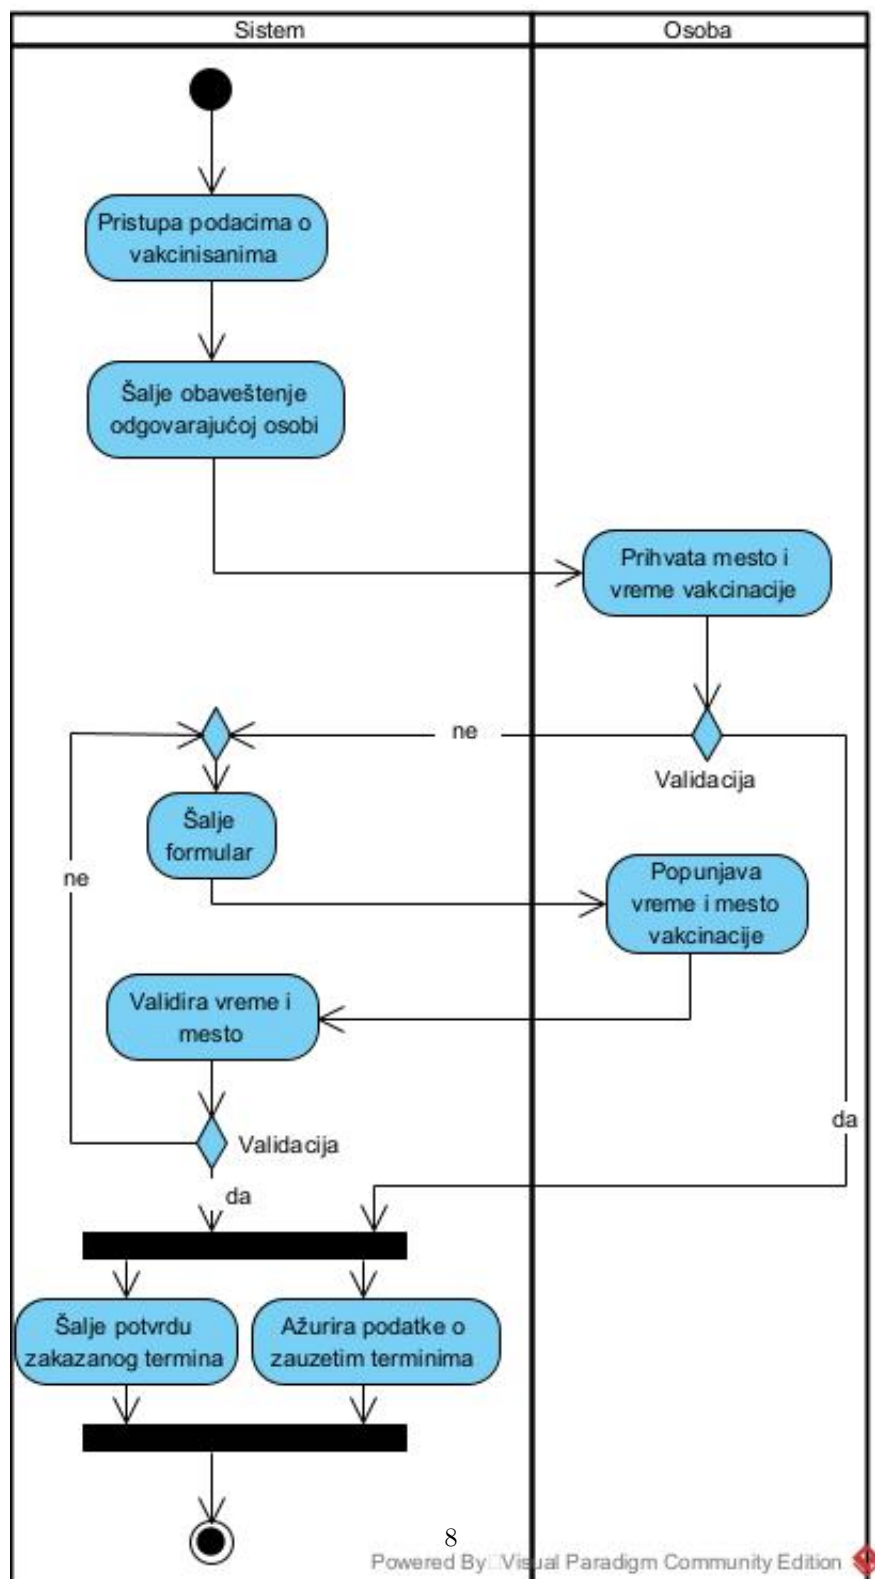 Sistem
Osoba
Pristupa podacima o
vakcinisanima
Šalje obaveštenje
odgovarajućoj osobi
Prihvata mesto i
vreme vakcinacije
ne
Validacija
Šalje
formular
ne
Popunjava
vreme i mesto
vakcinacije
Validira vreme i
mesto
da
Validacija
da
Šalje potvrdu
zakazanog termina
Ažurira podatke o
zauzetim terminima
8
Powered By Visual Paradigm Community Edition